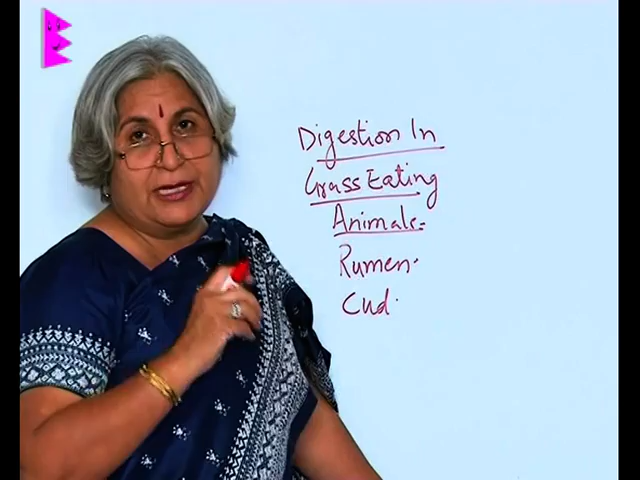 Digestion In
Grass Eating
Animals.
Rumen.
Cud.